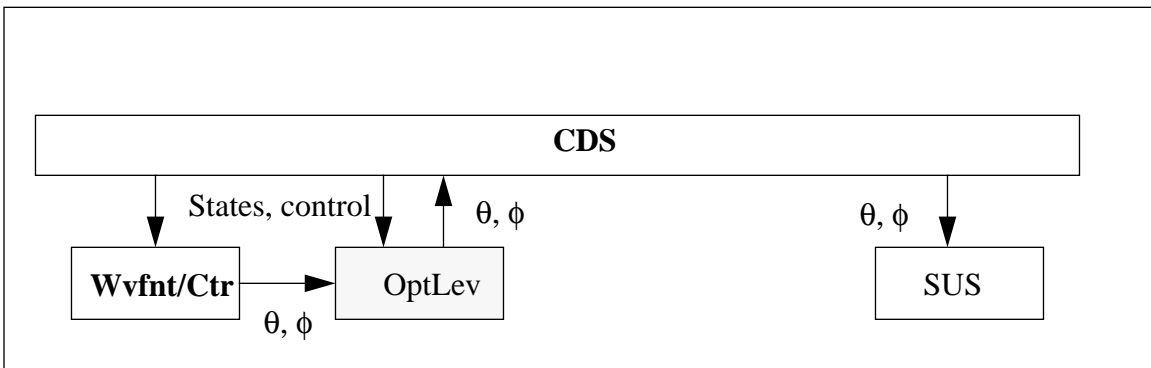 CDS
States, control
θ, ϕ
θ, ϕ
Wvfnt/Ctr
OptLev
SUS
θ, ϕ